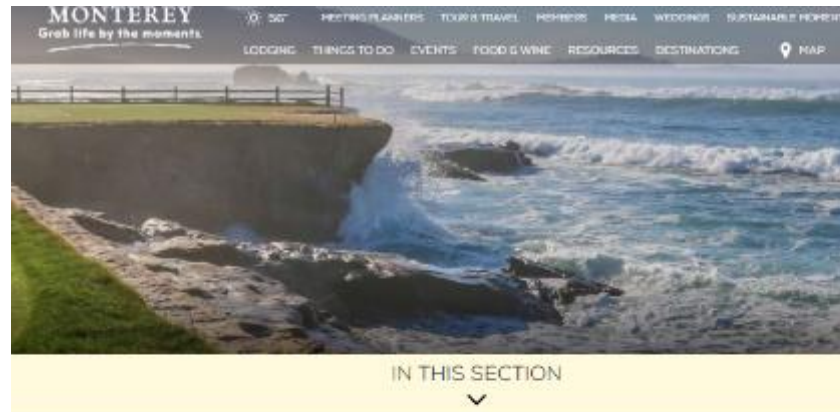 MONTEREY
Grab life by the moments.
56° MEETING PLANNERS TOUR & TRAVEL MEMBERS MEDIA WEDDINGS SUSTAINABLE
LODGING THINGS TO DO EVENTS FOOD & WINE RESOURCES DESTINATIONS MAP
IN THIS SECTION